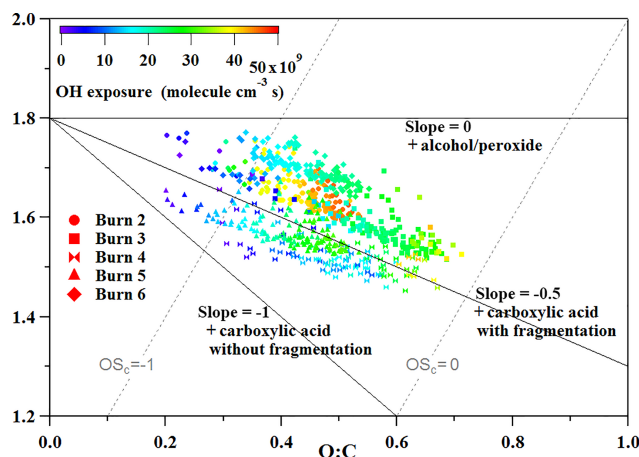 2.0
0 10 20 30 40 50 x 10⁹
OH exposure (molecule cm⁻³ s)
1.8
Slope = 0
+ alcohol/peroxide
1.6
Burn 2
Burn 3
Burn 4
Burn 5
Burn 6
Slope = -1
+ carboxylic acid
without fragmentation
Slope = -0.5
+ carboxylic acid
with fragmentation
1.4
OSc=-1
OSc=0
1.2
0.0 0.2 0.4 0.6 0.8 1.0
O:C